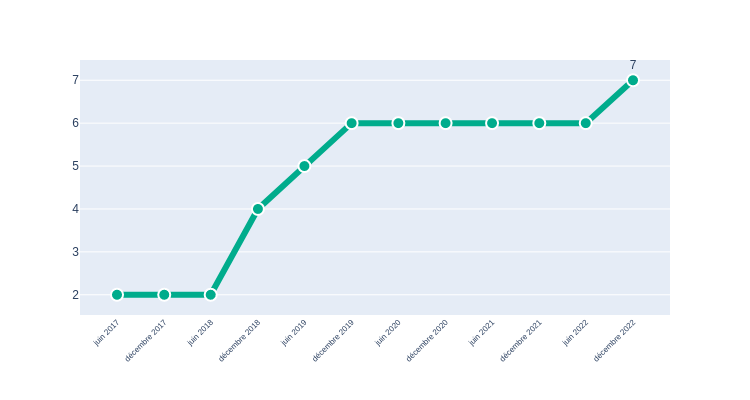 7
7
6
5
4
3
2
juin 2017
décembre 2017
juin 2018
décembre 2018
juin 2019
décembre 2019
juin 2020
décembre 2020
juin 2021
décembre 2021
juin 2022
décembre 2022